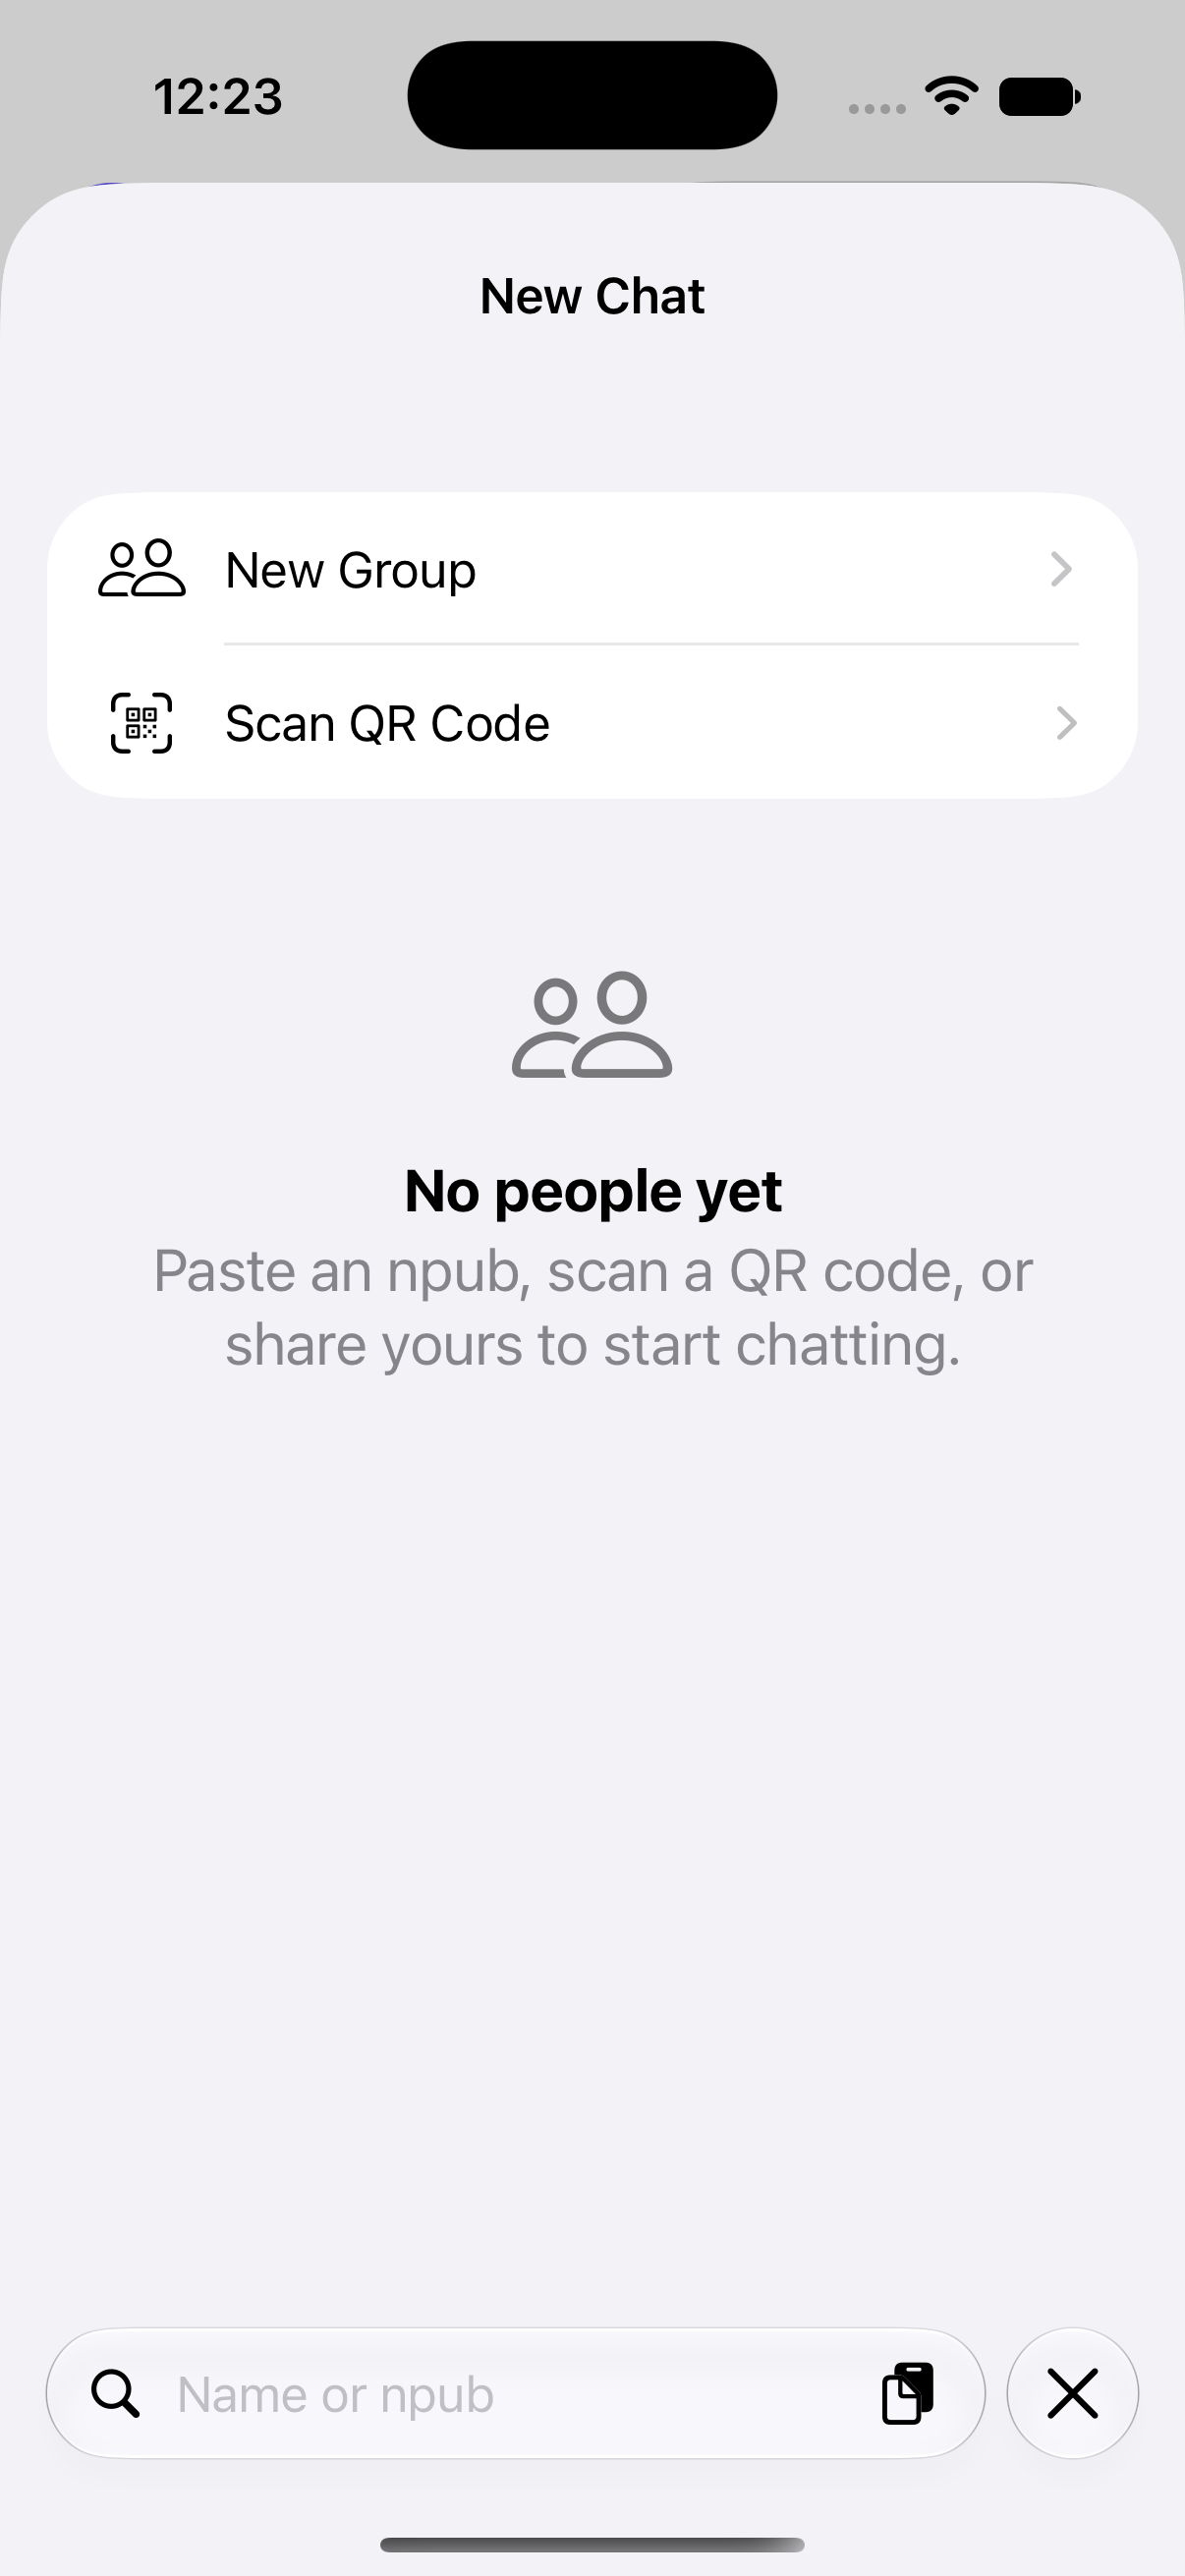 12:23
New Chat
New Group
Scan QR Code
No people yet
Paste an npub, scan a QR code, or
share yours to start chatting.
Name or npub